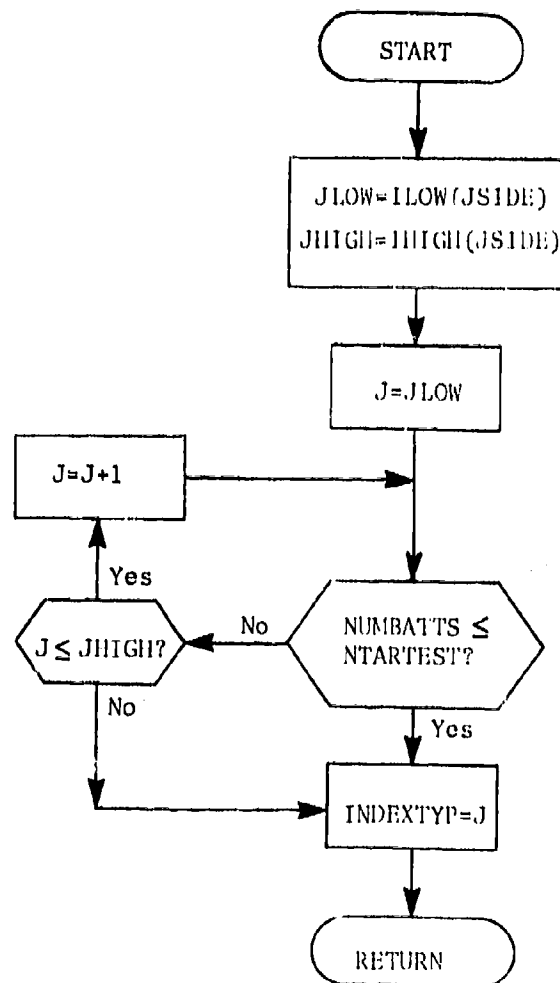 START
JLOW=ILOW(JSIDE)
JHIGH=IHIGH(JSIDE)
J=JLOW
J=J+1
Yes
J ≤ JHIGH?
No
NUMBATTS ≤
NTARTEST?
No
Yes
INDEXTYP=J
RETURN